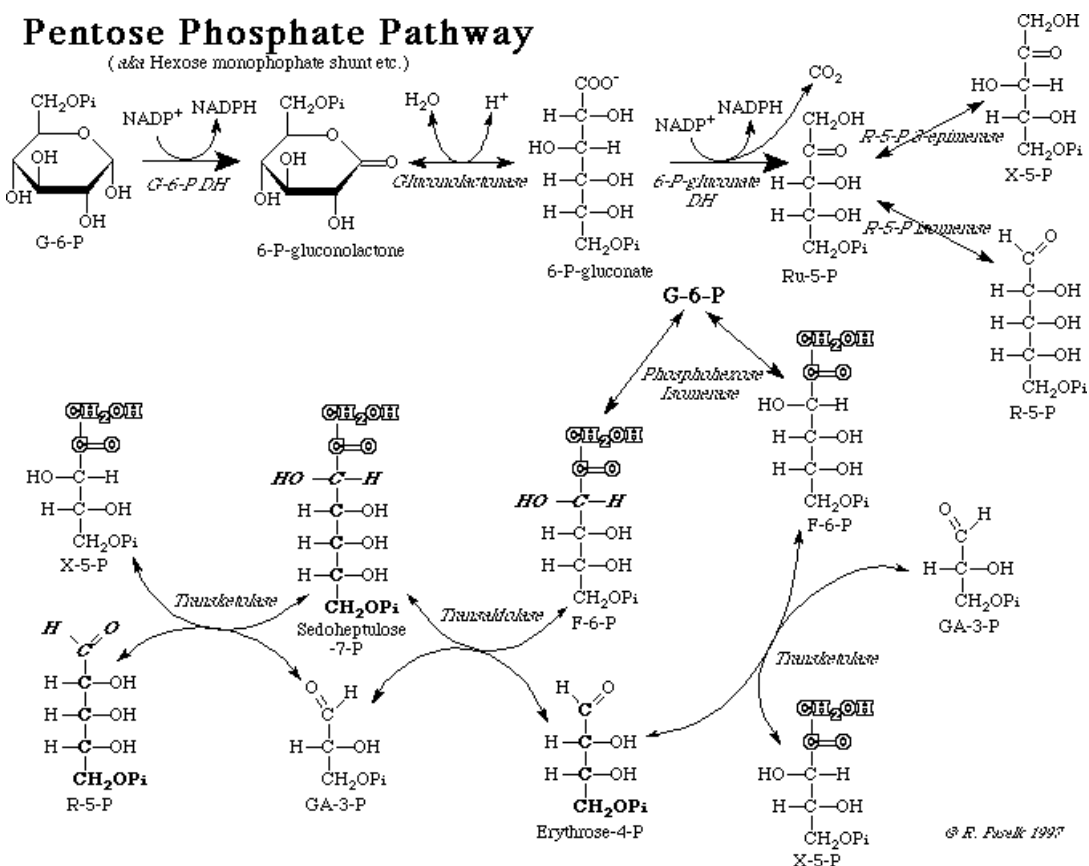 Pentose Phosphate Pathway
( aka Hexose monophophate shunt etc.)
CH2OPi
O
HO
OH
OH
OH
G-6-P
NADP+
NADPH
G-6-P DH
CH2OPi
O
O
HO
OH
OH
6-P-gluconolactone
H2O
H+
Gluconolactonase
COO-
H-C-OH
HO-C-H
H-C-OH
H-C-OH
CH2OPi
6-P-gluconate
NADP+
NADPH
CO2
6-P-gluconate
DH
CH2OH
C=O
H-C-OH
H-C-OH
CH2OPi
Ru-5-P
R-5-P 3-epimerase
CH2OH
C=O
HO-C-H
H-C-OH
CH2OPi
X-5-P
R-5-P isomerase
H
O
C
H-C-OH
H-C-OH
H-C-OH
CH2OPi
R-5-P
G-6-P
Phosphohexose
Isomerase
CH2OH
C=O
HO-C-H
H-C-OH
H-C-OH
CH2OPi
F-6-P
CH2OH
C=O
HO-C-H
H-C-OH
CH2OPi
X-5-P
CH2OH
C=O
HO-C-H
H-C-OH
H-C-OH
H-C-OH
CH2OPi
Sedoheptulose
-7-P
CH2OH
C=O
HO-C-H
H-C-OH
H-C-OH
CH2OPi
F-6-P
O
H
C
H-C-OH
CH2OPi
GA-3-P
Transketolase
Transaldolase
Transketolase
H
O
C
H-C-OH
H-C-OH
H-C-OH
CH2OPi
R-5-P
O
H
C
H-C-OH
CH2OPi
GA-3-P
H
O
C
H-C-OH
H-C-OH
CH2OPi
Erythrose-4-P
CH2OH
C=O
HO-C-H
H-C-OH
CH2OPi
X-5-P
© R. Paselk 1997